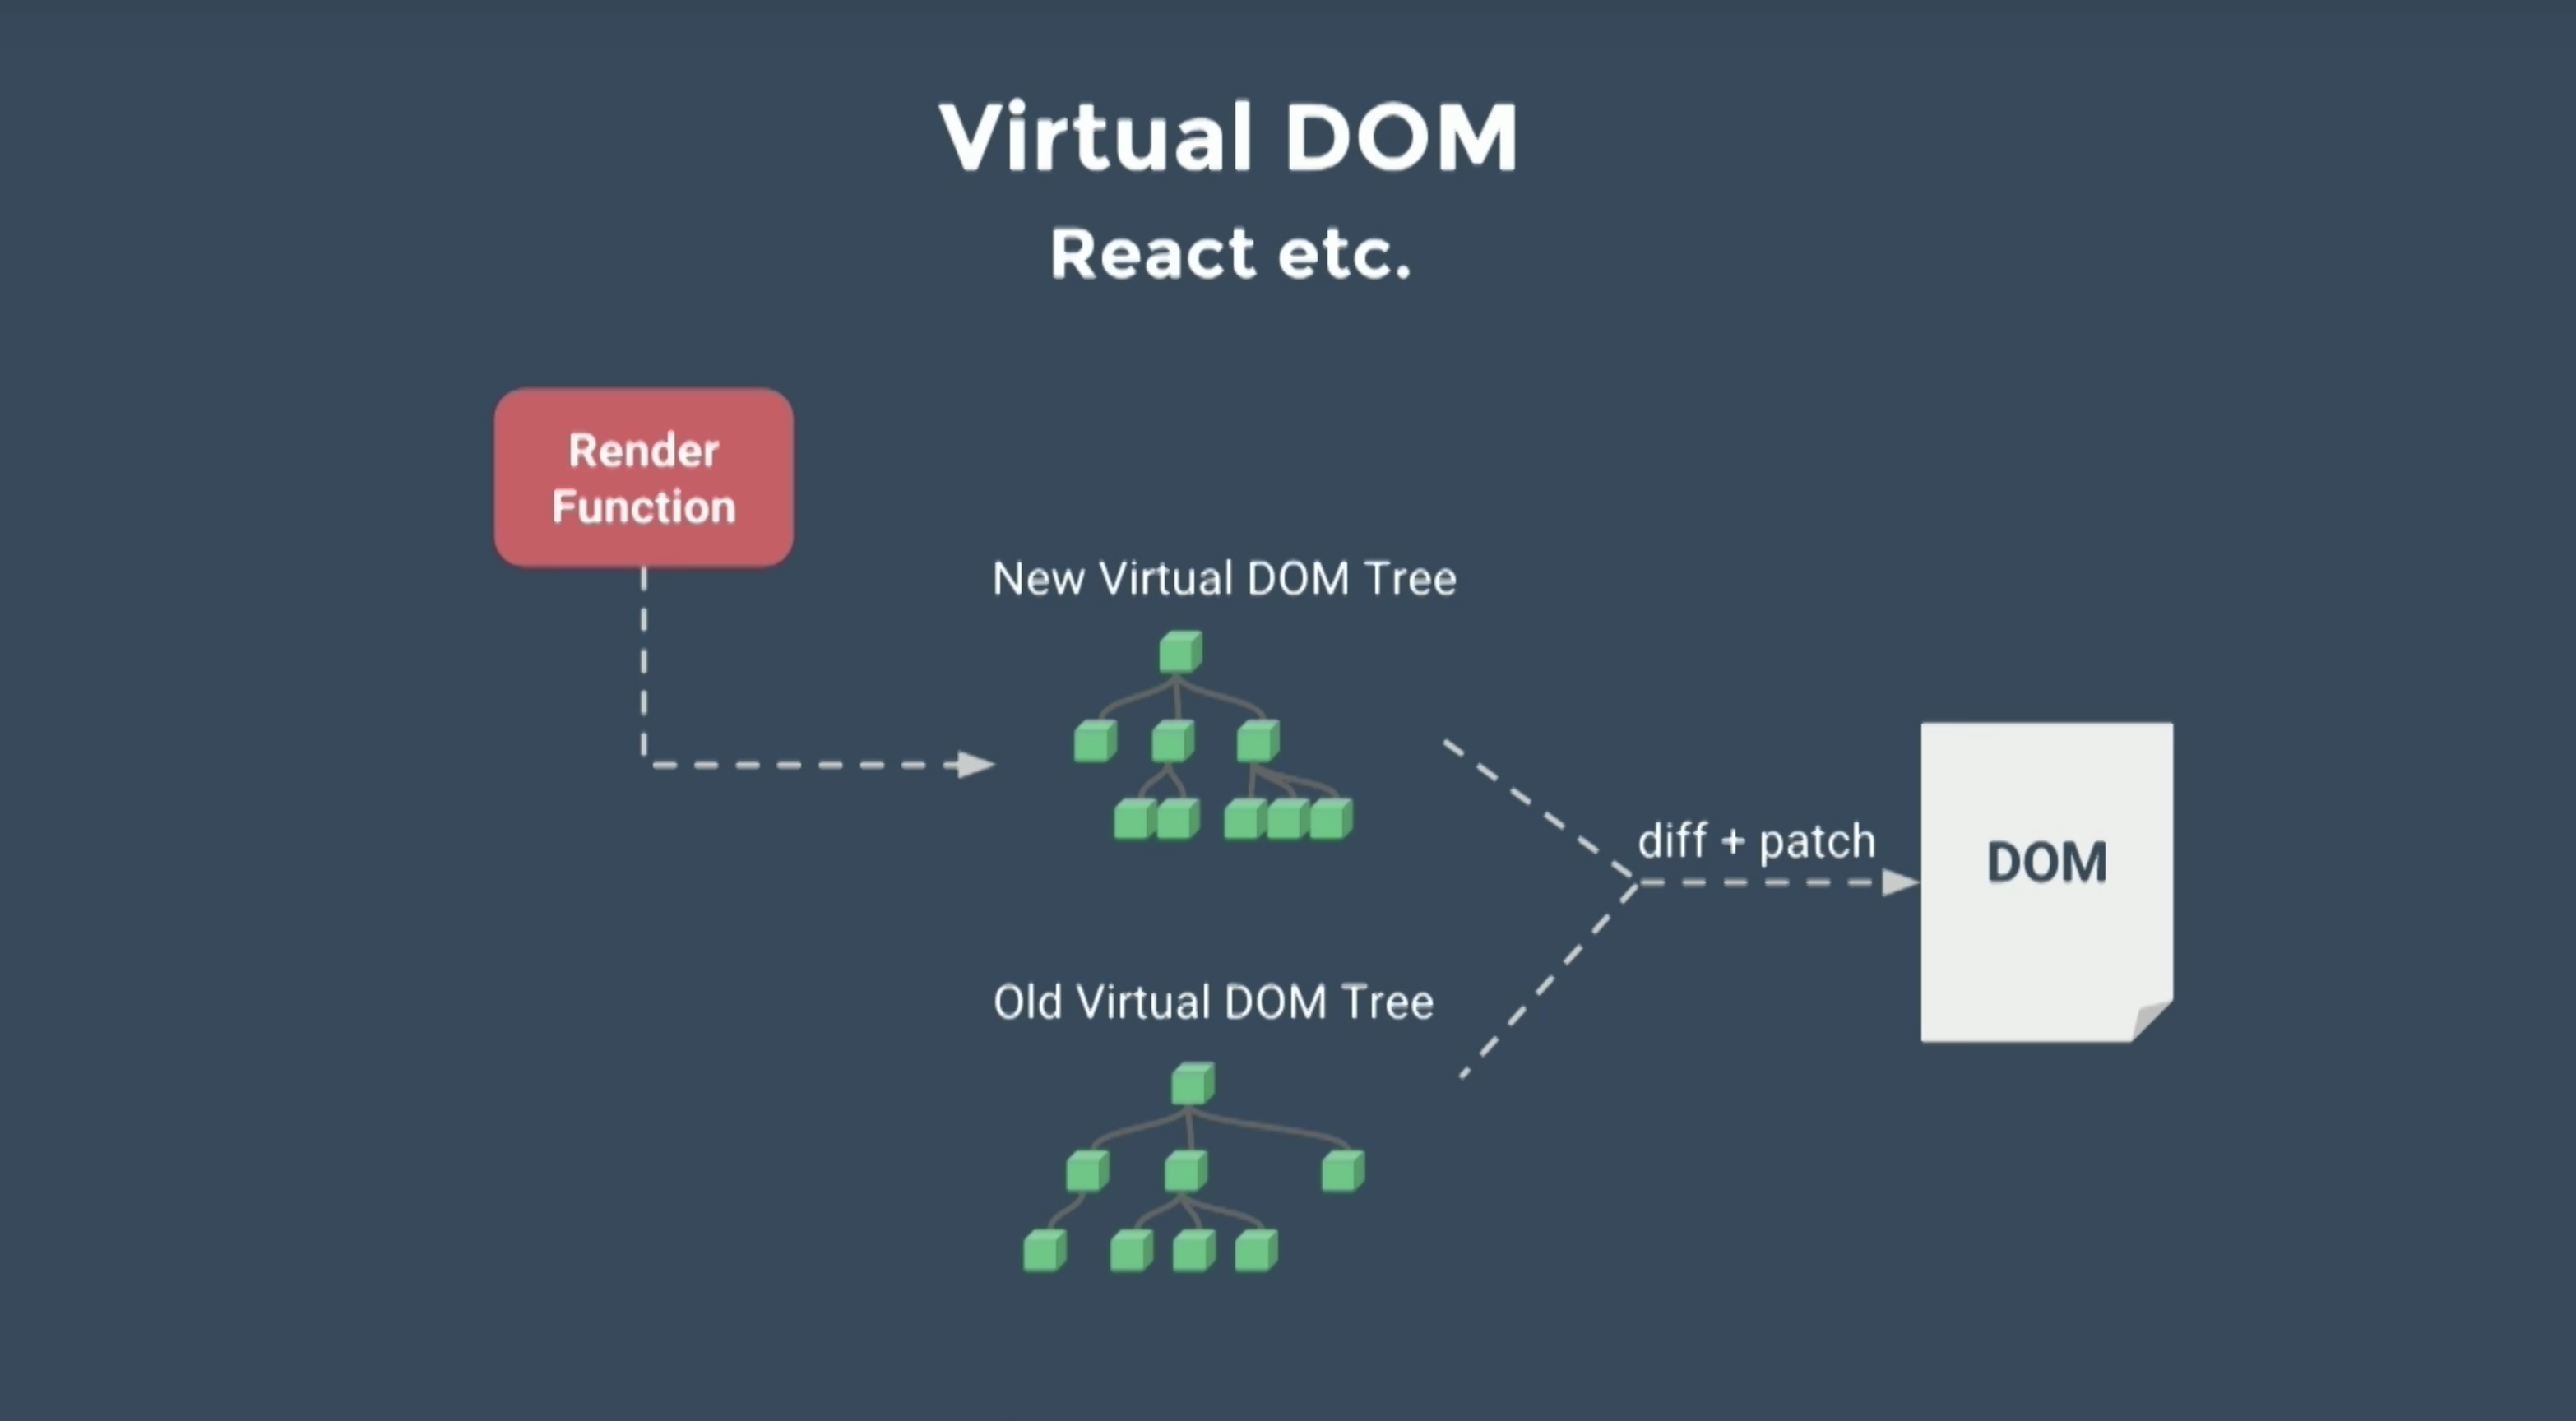 Virtual DOM
React etc.
Render
Function
New Virtual DOM Tree
diff + patch
DOM
Old Virtual DOM Tree